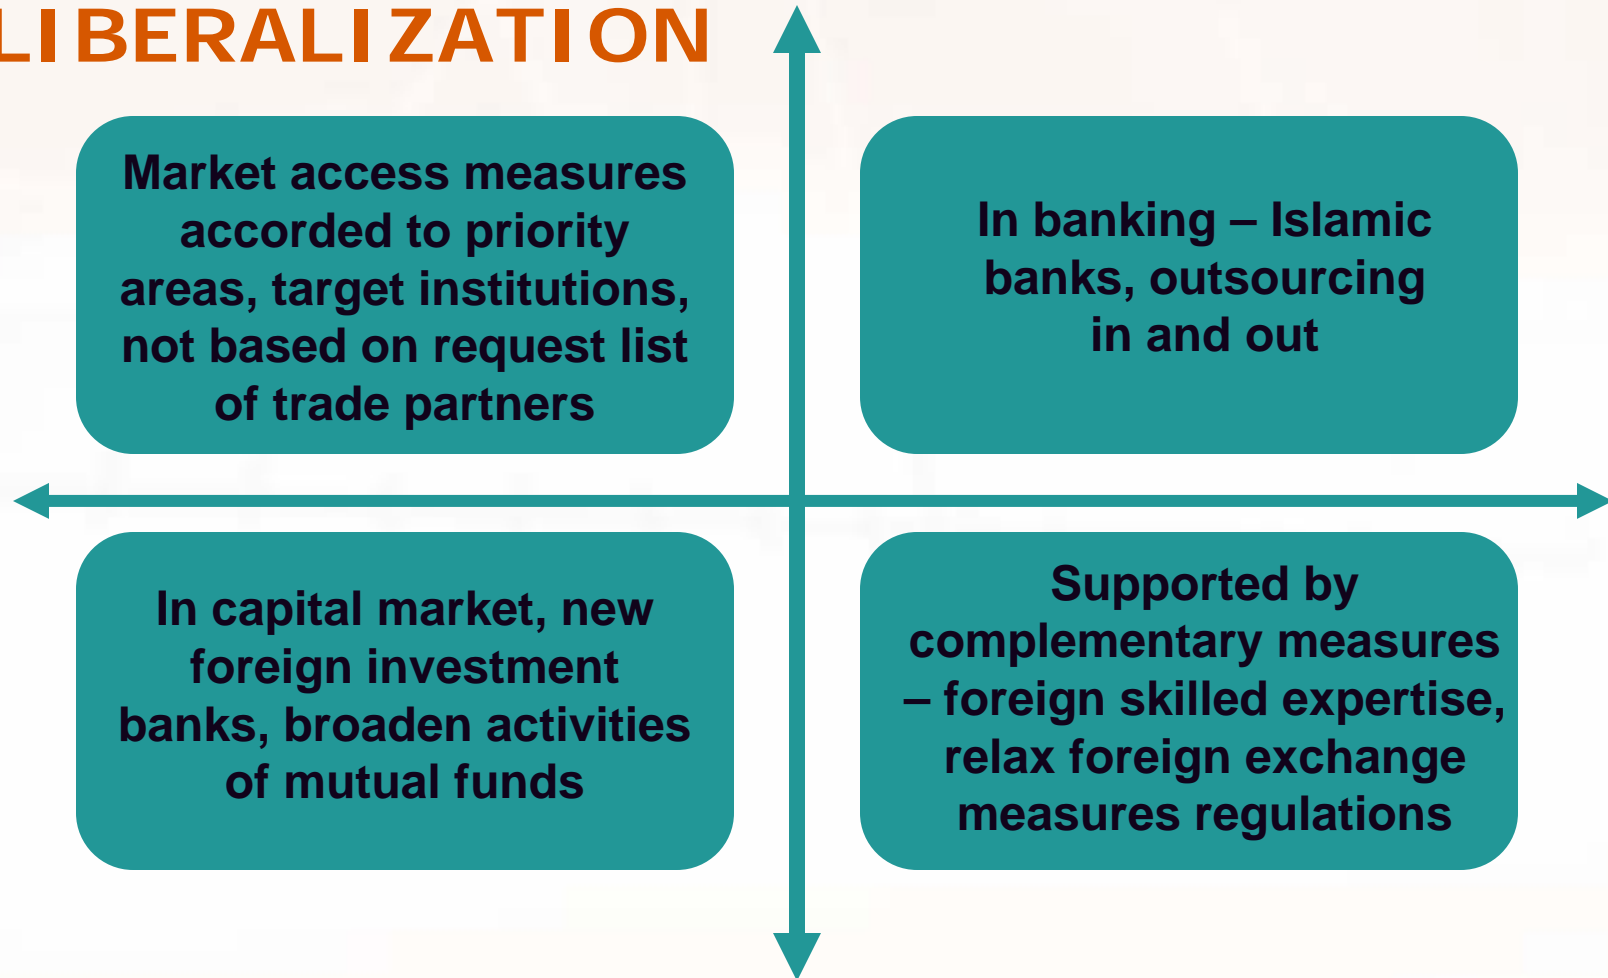 LIBERALIZATION
Market access measures
accorded to priority
areas, target institutions,
not based on request list
of trade partners
In banking – Islamic
banks, outsourcing
in and out
In capital market, new
foreign investment
banks, broaden activities
of mutual funds
Supported by
complementary measures
– foreign skilled expertise,
relax foreign exchange
measures regulations